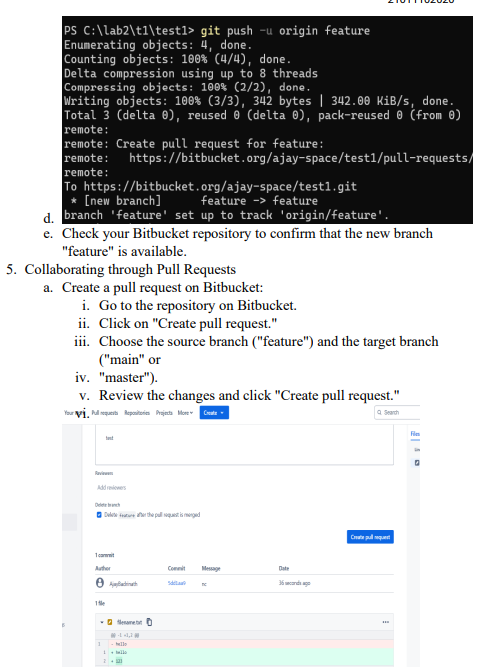 PS C:\lab2\t1\test1> git push -u origin feature
Enumerating objects: 4, done.
Counting objects: 100% (4/4), done.
Delta compression using up to 8 threads
Compressing objects: 100% (2/2), done.
Writing objects: 100% (3/3), 342 bytes | 342.00 KiB/s, done.
Total 3 (delta 0), reused 0 (delta 0), pack-reused 0 (from 0)
remote:
remote: Create pull request for feature:
remote:   https://bitbucket.org/ajay-space/test1/pull-requests/
remote:
To https://bitbucket.org/ajay-space/test1.git
 * [new branch]      feature -> feature
d. branch 'feature' set up to track 'origin/feature'.
e. Check your Bitbucket repository to confirm that the new branch
"feature" is available.
5. Collaborating through Pull Requests
a. Create a pull request on Bitbucket:
i. Go to the repository on Bitbucket.
ii. Click on "Create pull request."
iii. Choose the source branch ("feature") and the target branch
("main" or
iv. "master").
v. Review the changes and click "Create pull request."
vi.
Your Pull requests Repositories Projects More Create Search
test
Files
Reviewers
Add reviewers
Delete branch
Delete feature after the pull request is merged
Create pull request
1 commit
Author Commit Message Date
AjayBadrinath nc 36 seconds ago
1 file
filename.txt
@@ -1 +1,2 @@
1 - hello
1 + hello
2 + 123